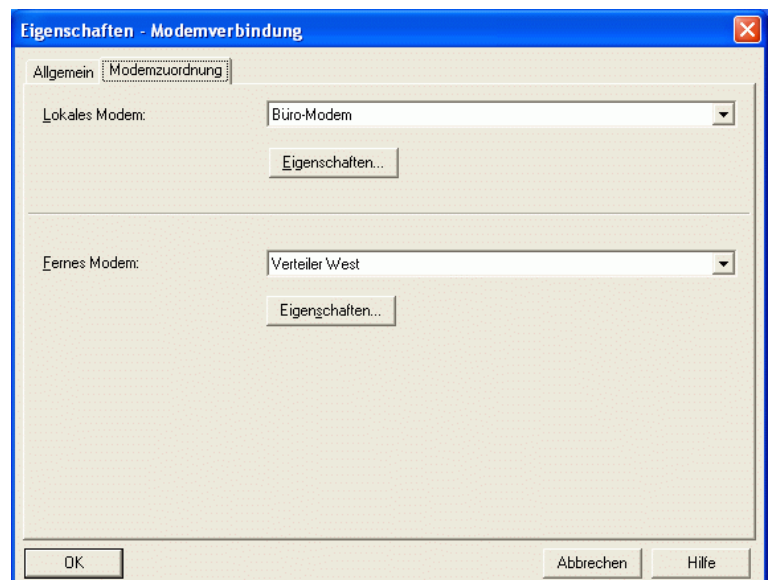 Eigenschaften - Modemverbindung
Allgemein Modemzuordnung
Lokales Modem: Büro-Modem
Eigenschaften...
Fernes Modem: Verteiler West
Eigenschaften...
OK Abbrechen Hilfe